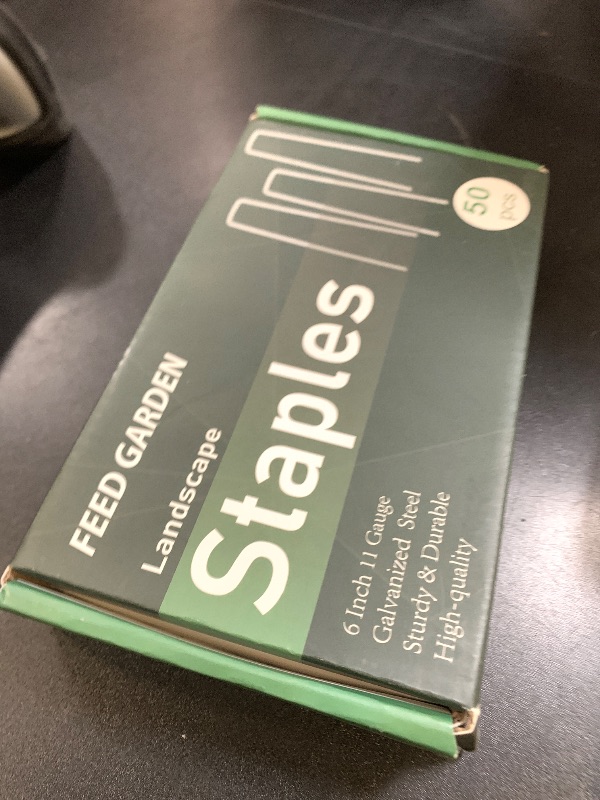 FEED GARDEN
Landscape
Staples
6 Inch 11 Gauge
Galvanized Steel
Sturdy & Durable
High-quality
50
pcs